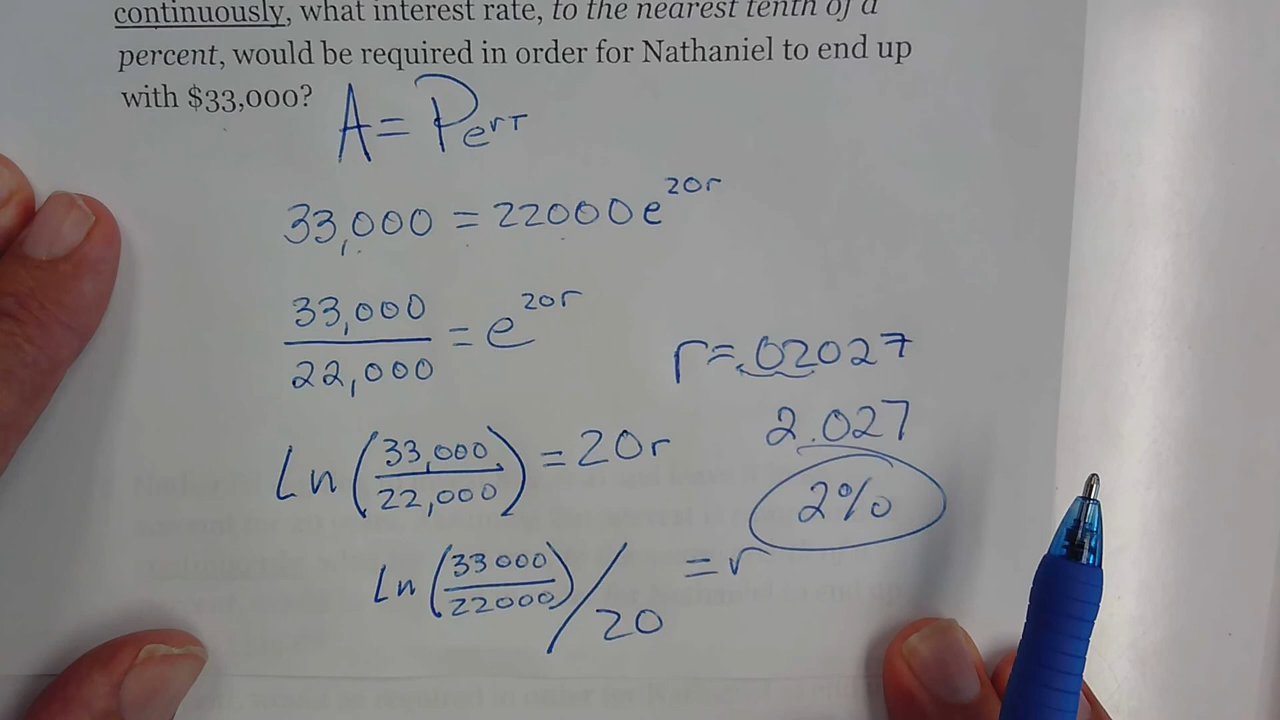 continuously, what interest rate, to the nearest tenth of a
percent, would be required in order for Nathaniel to end up
with $33,000?
A = Pe^rT
33,000 = 22000e^20r
33,000/22,000 = e^20r
Ln(33,000/22,000) = 20r
Ln(33000/22000)/20 = r
r=.02027
2.027
2%